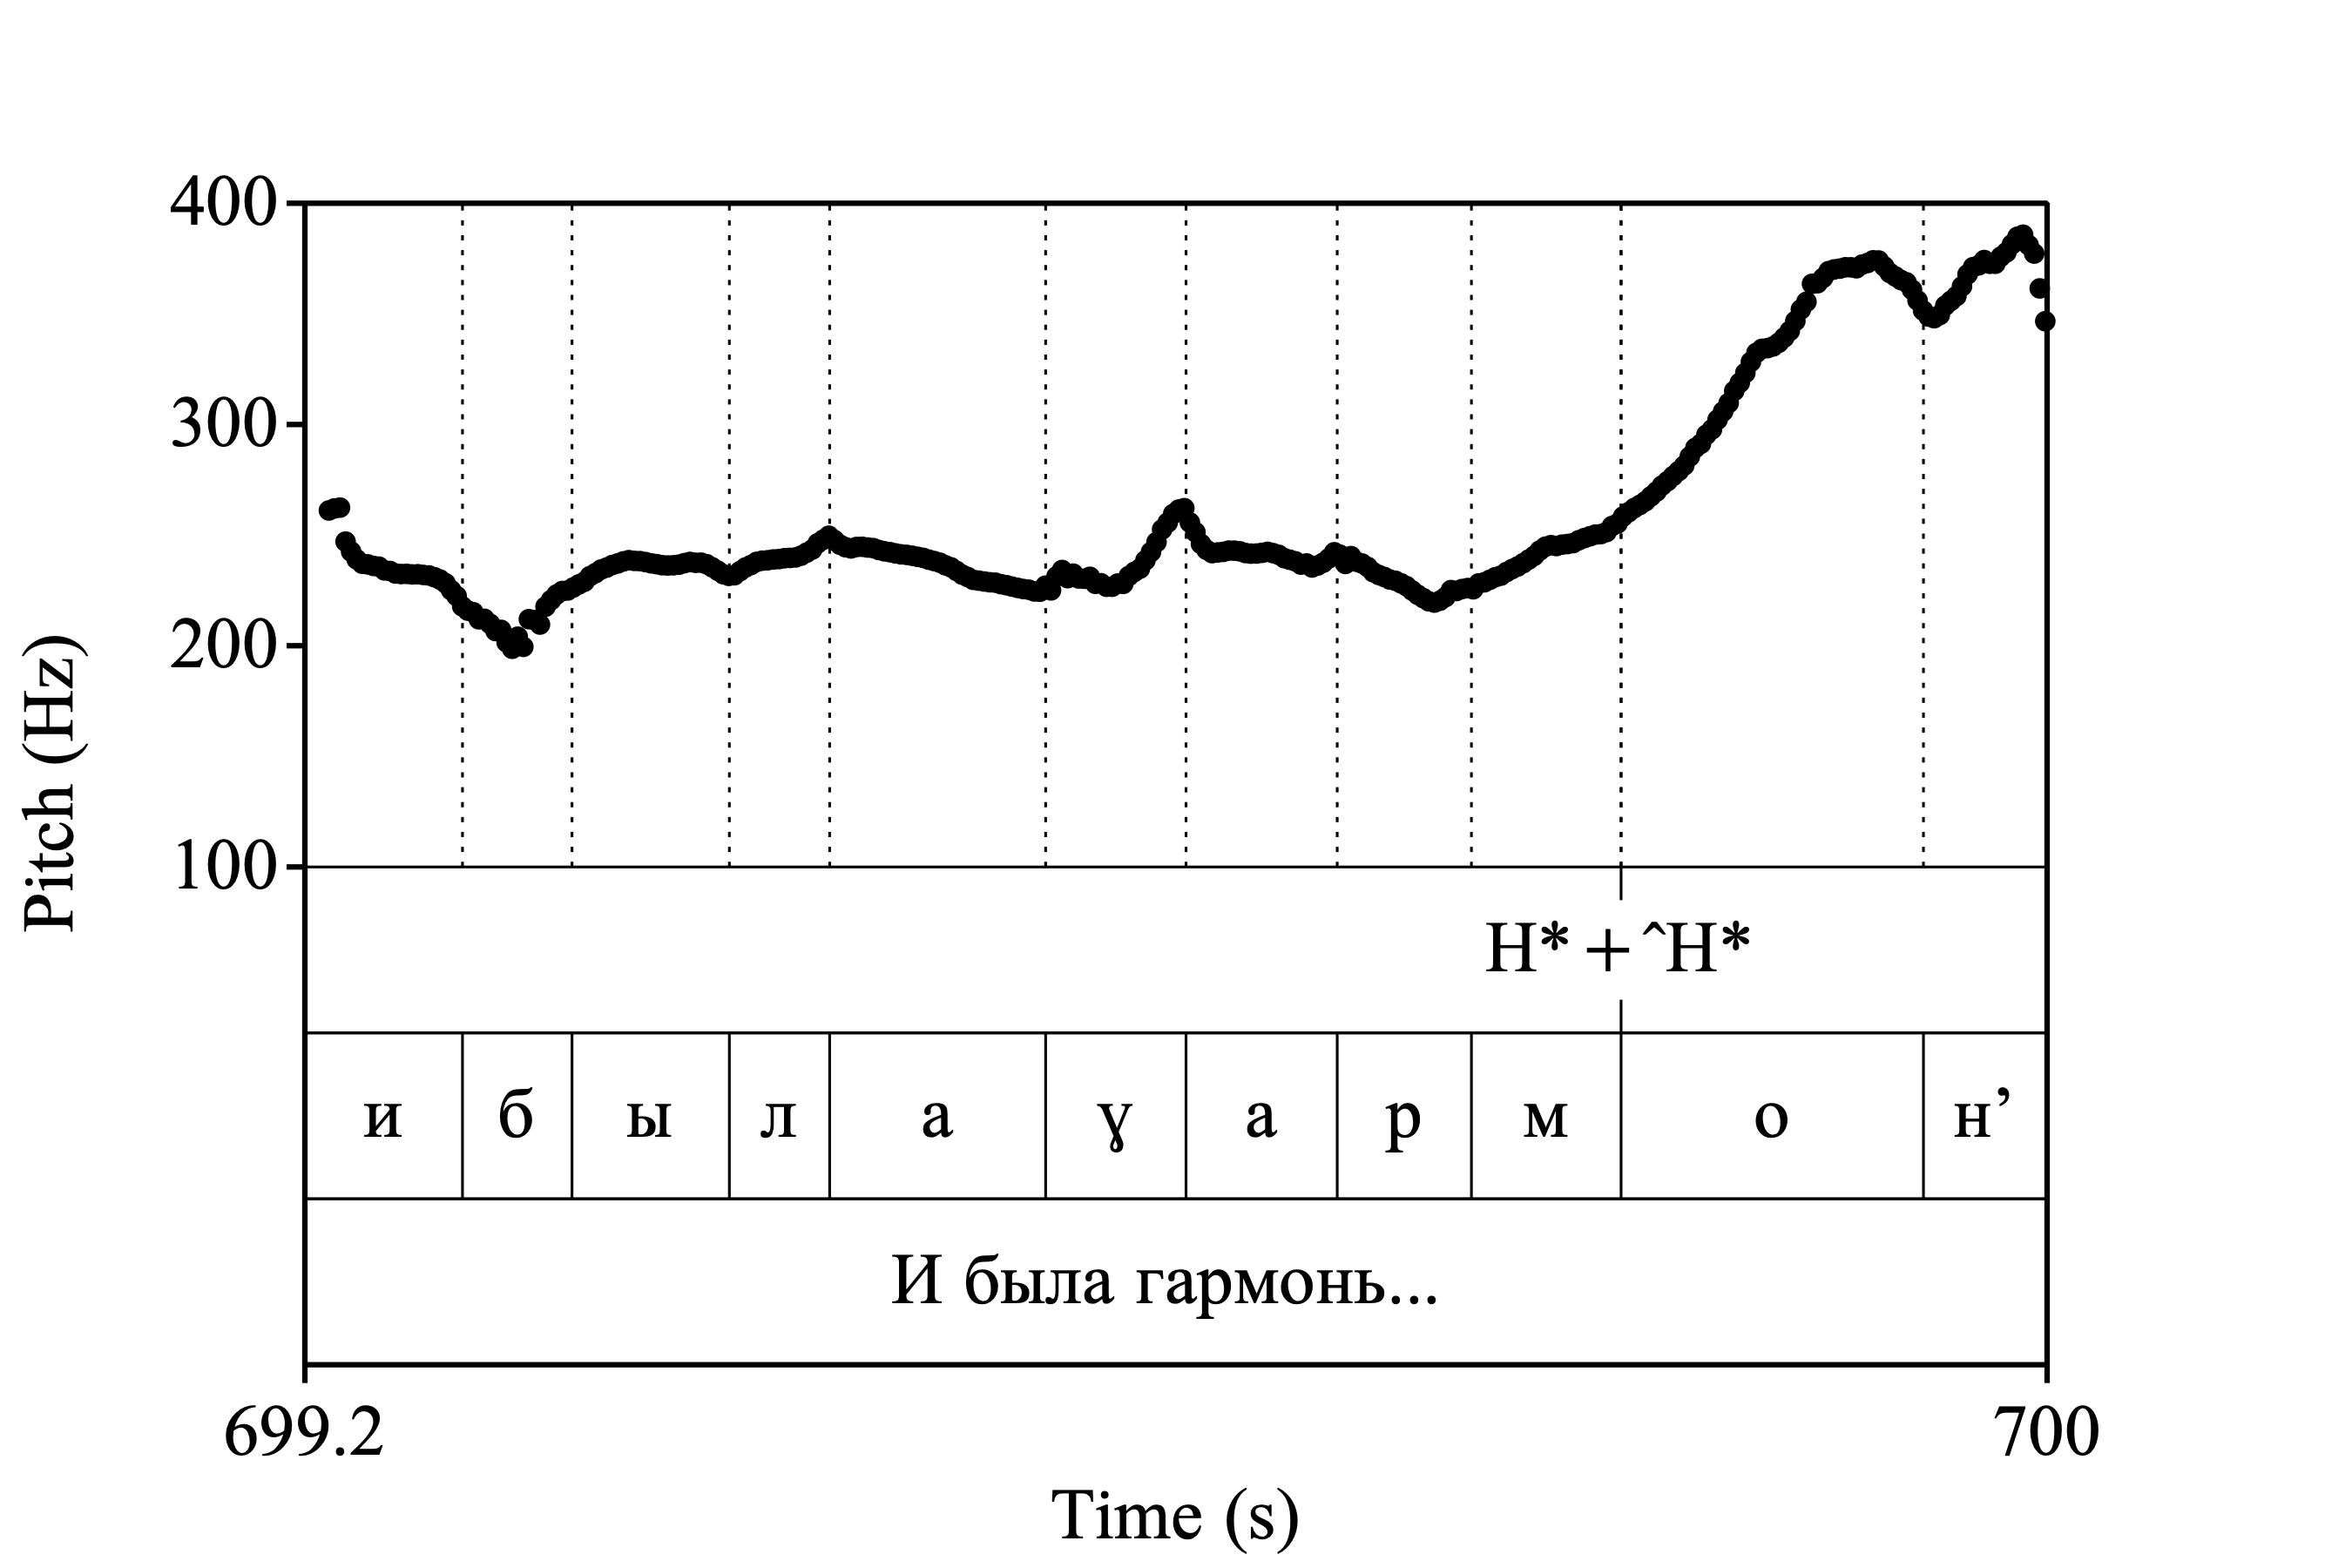 400
300
200
100
Pitch (Hz)
H* + ^H*
и б ы л а ɣ а р м о н’
И была гармонь...
699.2 700
Time (s)